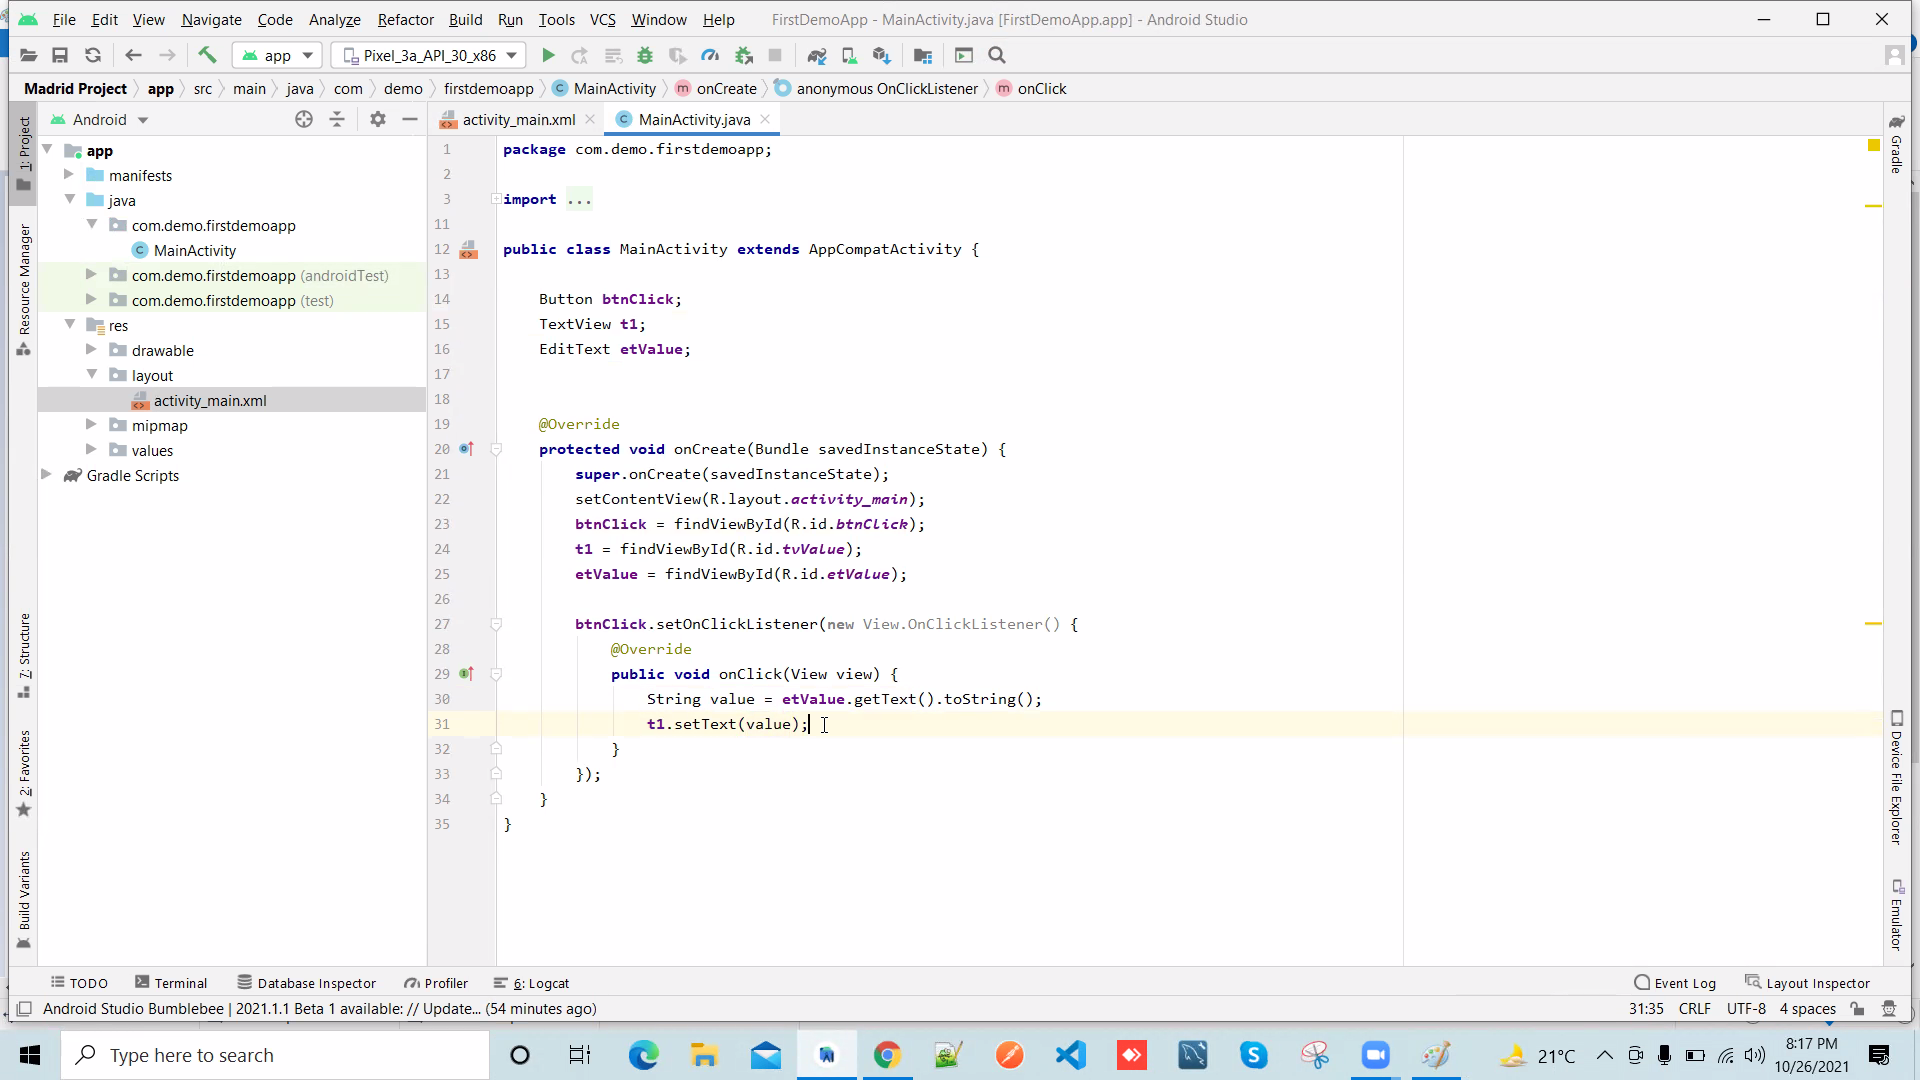 File Edit View Navigate Code Analyze Refactor Build Run Tools VCS Window Help FirstDemoApp - MainActivity.java [FirstDemoApp.app] - Android Studio
app Pixel_3a_API_30_x86
Madrid Project app src main java com demo firstdemoapp MainActivity onCreate anonymous OnClickListener onClick
Android
activity_main.xml MainActivity.java
1: Project
Resource Manager
7: Structure
2: Favorites
Build Variants
app
manifests
java
com.demo.firstdemoapp
MainActivity
com.demo.firstdemoapp (androidTest)
com.demo.firstdemoapp (test)
res
drawable
layout
activity_main.xml
mipmap
values
Gradle Scripts
1 package com.demo.firstdemoapp;
2
3 import ...
11
12 public class MainActivity extends AppCompatActivity {
13
14 Button btnClick;
15 TextView t1;
16 EditText etValue;
17
18
19 @Override
20 protected void onCreate(Bundle savedInstanceState) {
21 super.onCreate(savedInstanceState);
22 setContentView(R.layout.activity_main);
23 btnClick = findViewById(R.id.btnClick);
24 t1 = findViewById(R.id.tvValue);
25 etValue = findViewById(R.id.etValue);
26
27 btnClick.setOnClickListener(new View.OnClickListener() {
28 @Override
29 public void onClick(View view) {
30 String value = etValue.getText().toString();
31 t1.setText(value);
32 }
33 });
34 }
35 }
Gradle
Device File Explorer
Emulator
TODO Terminal Database Inspector Profiler 6: Logcat Event Log Layout Inspector
Android Studio Bumblebee | 2021.1.1 Beta 1 available: // Update... (54 minutes ago) 31:35 CRLF UTF-8 4 spaces
Type here to search
21°C
8:17 PM
10/26/2021